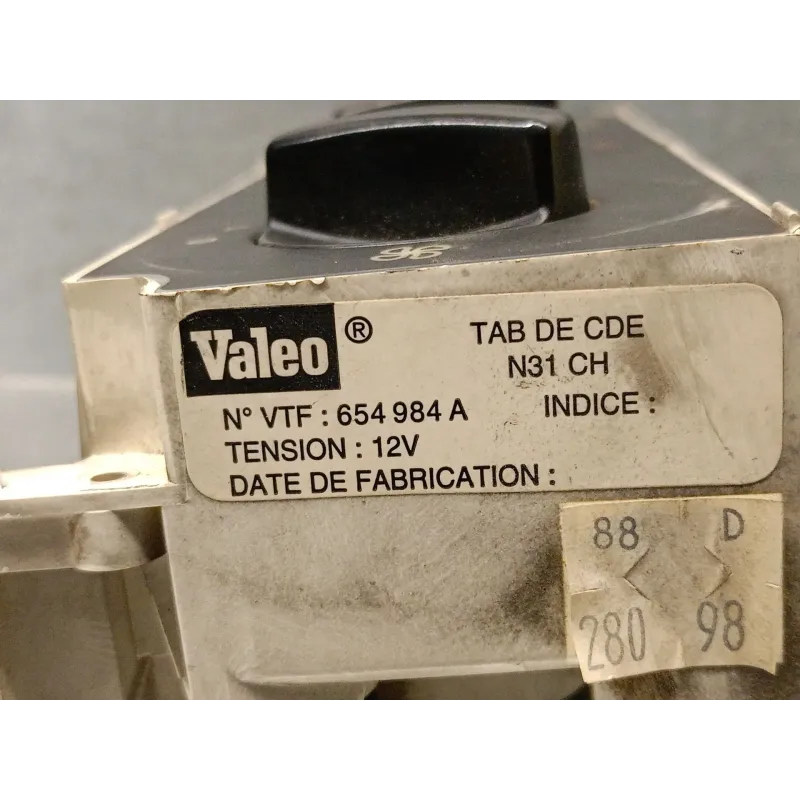 Valeo ® TAB DE CDE
N31 CH
N° VTF : 654 984 A INDICE :
TENSION : 12V
DATE DE FABRICATION :
88 D
280 98